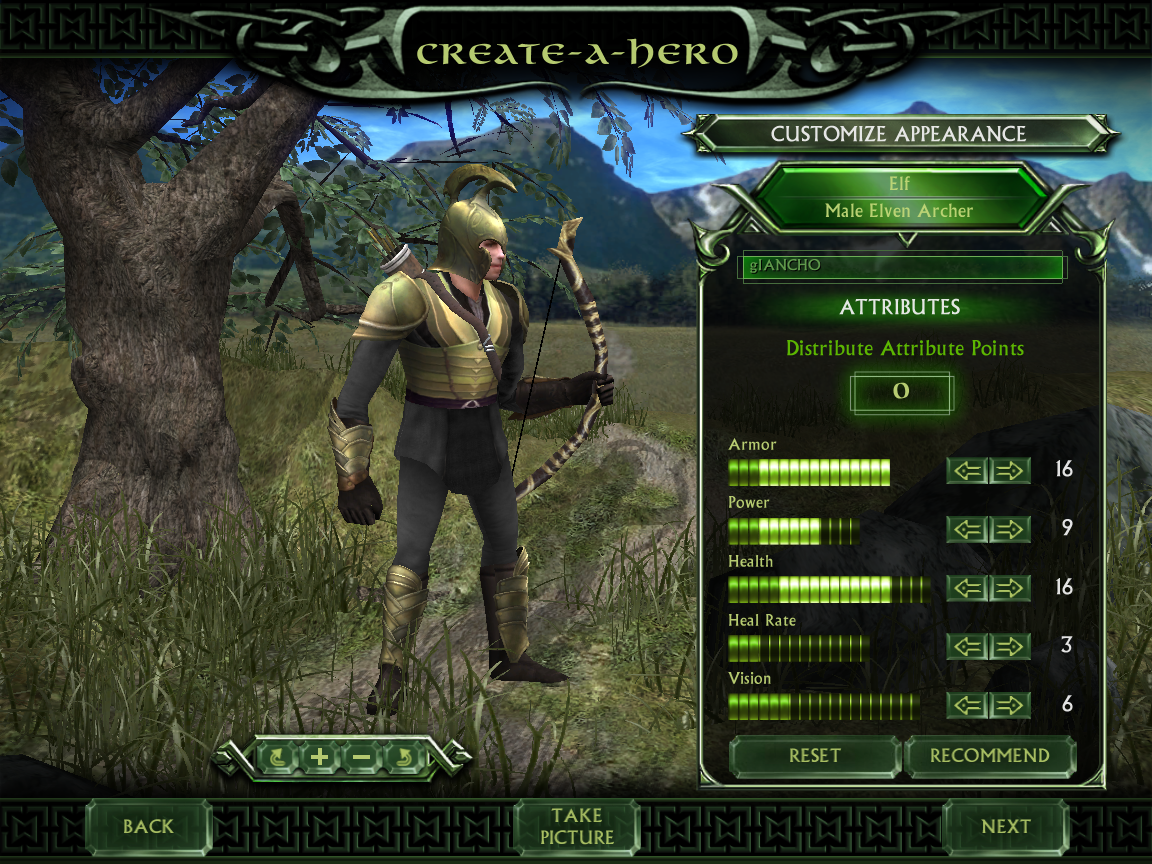 CREATE-A-HERO
CUSTOMIZE APPEARANCE
Elf
Male Elven Archer
glANCHO
ATTRIBUTES
Distribute Attribute Points
0
Armor
16
Power
9
Health
16
Heal Rate
3
Vision
6
RESET
RECOMMEND
BACK
TAKE
PICTURE
NEXT